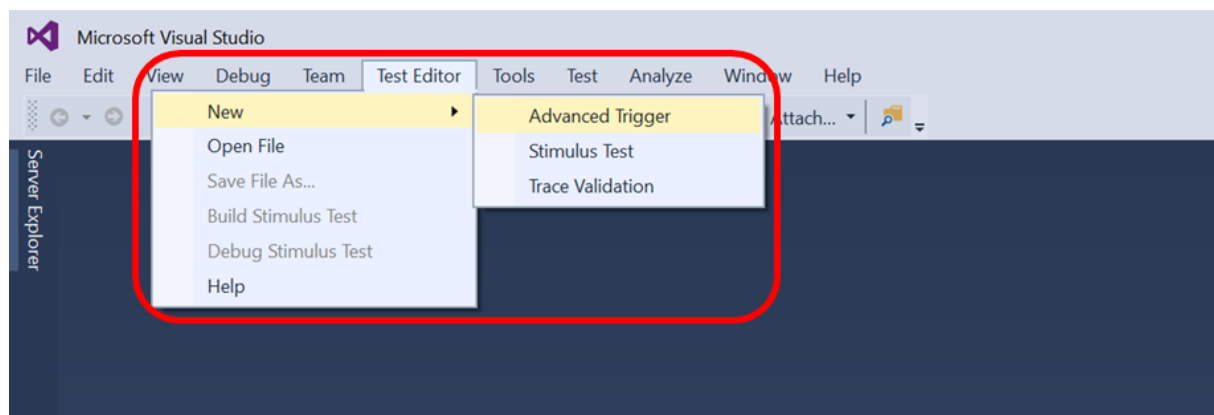 Microsoft Visual Studio
File Edit View Debug Team Test Editor Tools Test Analyze Window Help
New Advanced Trigger Attach...
Open File Stimulus Test
Save File As... Trace Validation
Build Stimulus Test
Debug Stimulus Test
Help
Server Explorer